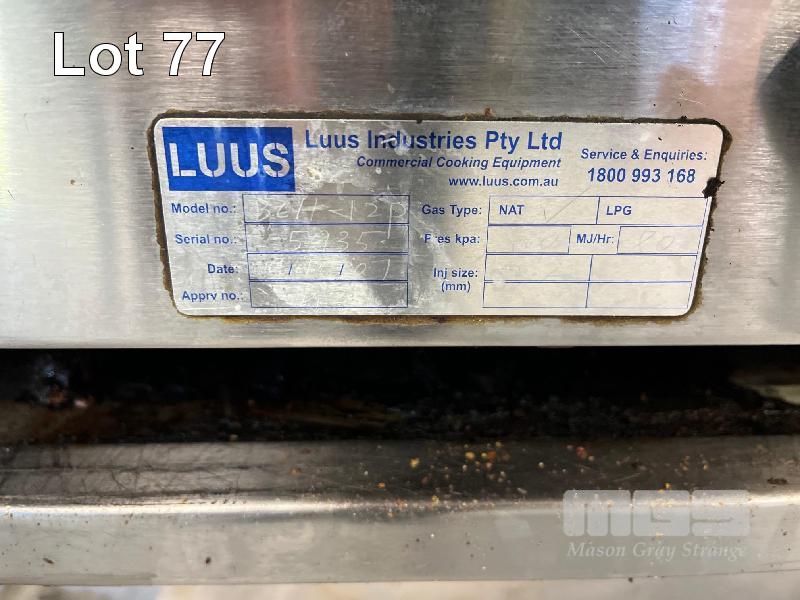 Lot 77
LUUS
Luus Industries Pty Ltd
Commercial Cooking Equipment
www.luus.com.au
Service & Enquiries:
1800 993 168
Model no.:
Serial no.:
Date: / /
Apprv no.:
Gas Type: NAT LPG
Pres kpa: MJ/Hr:
Inj size:
(mm)
MGS
Mason Gray Strange